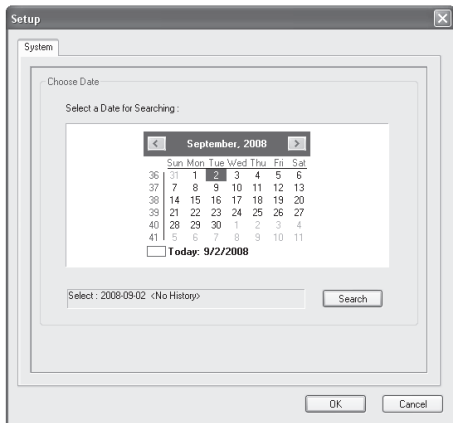 Setup
System
Choose Date
Select a Date for Searching :
September, 2008
Sun Mon Tue Wed Thu Fri Sat
36 31 1 2 3 4 5 6
37 7 8 9 10 11 12 13
38 14 15 16 17 18 19 20
39 21 22 23 24 25 26 27
40 28 29 30 1 2 3 4
41 5 6 7 8 9 10 11
Today: 9/2/2008
Select : 2008-09-02 <No History>
Search
OK Cancel